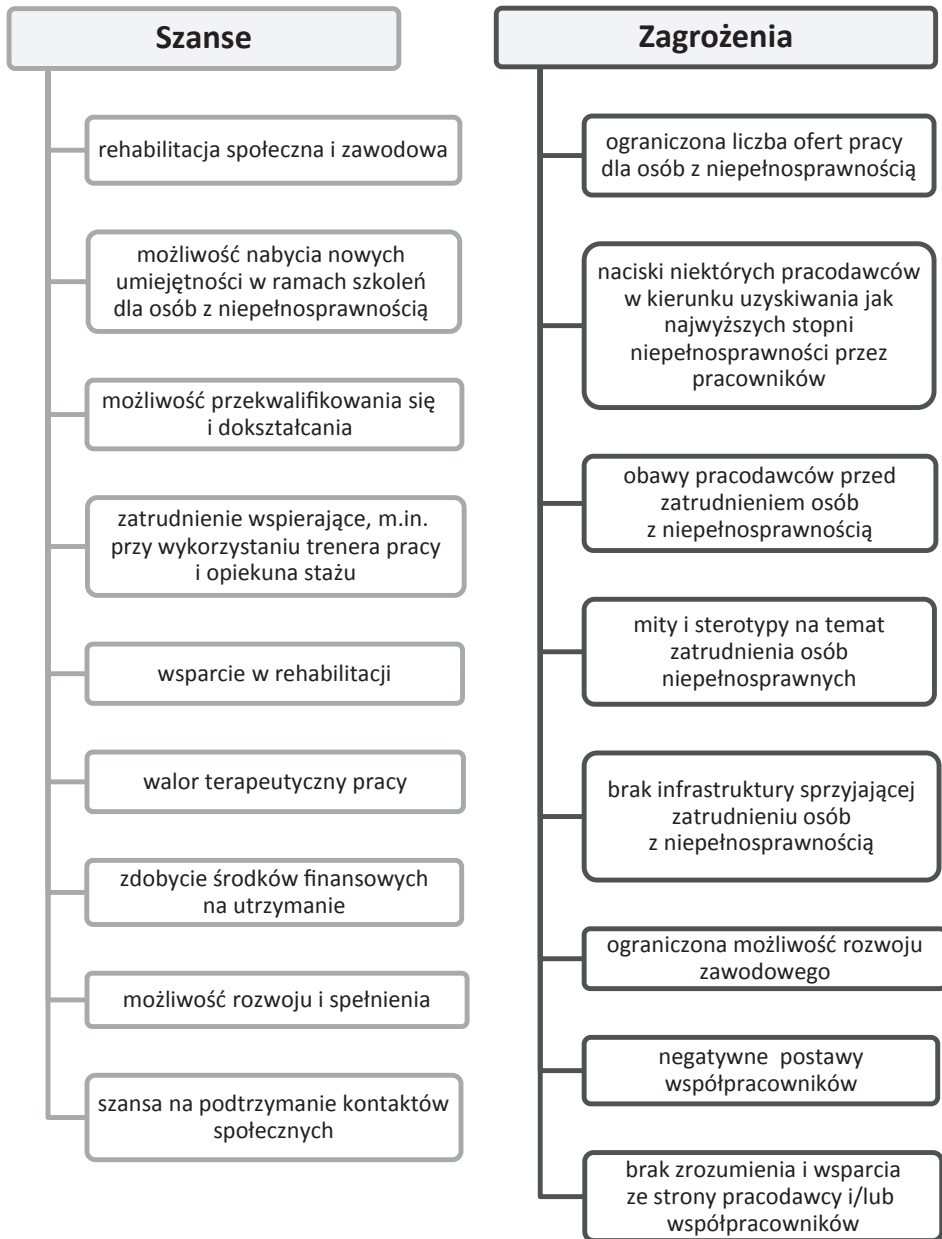 Szanse
rehabilitacja społeczna i zawodowa
możliwość nabycia nowych
umiejętności w ramach szkoleń
dla osób z niepełnosprawnością
możliwość przekwalifikowania się
i dokształcania
zatrudnienie wspierające, m.in.
przy wykorzystaniu trenera pracy
i opiekuna stażu
wsparcie w rehabilitacji
walor terapeutyczny pracy
zdobycie środków finansowych
na utrzymanie
możliwość rozwoju i spełnienia
szansa na podtrzymanie kontaktów
społecznych
Zagrożenia
ograniczona liczba ofert pracy
dla osób z niepełnosprawnością
naciski niektórych pracodawców
w kierunku uzyskiwania jak
najwyższych stopni
niepełnosprawności przez
pracowników
obawy pracodawców przed
zatrudnieniem osób
z niepełnosprawnością
mity i sterotypy na temat
zatrudnienia osób
niepełnosprawnych
brak infrastruktury sprzyjającej
zatrudnieniu osób
z niepełnosprawnością
ograniczona możliwość rozwoju
zawodowego
negatywne postawy
współpracowników
brak zrozumienia i wsparcia
ze strony pracodawcy i/lub
współpracowników